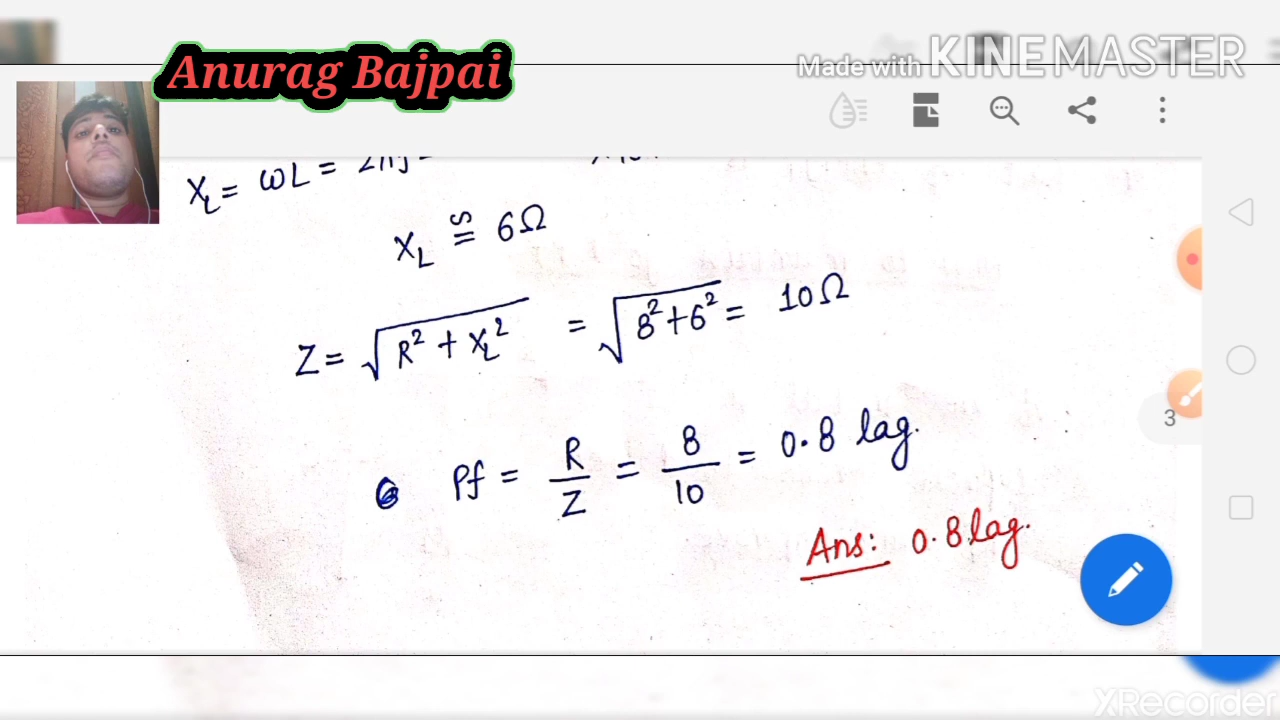 Anurag Bajpai
Made with KINEMASTER
X_L = ωL =
X_L ≅ 6Ω
Z = √(R² + X_L²) = √(8² + 6²) = 10Ω
Pf = R/Z = 8/10 = 0.8 lag.
3
Ans: 0.8 lag.
XRecorder